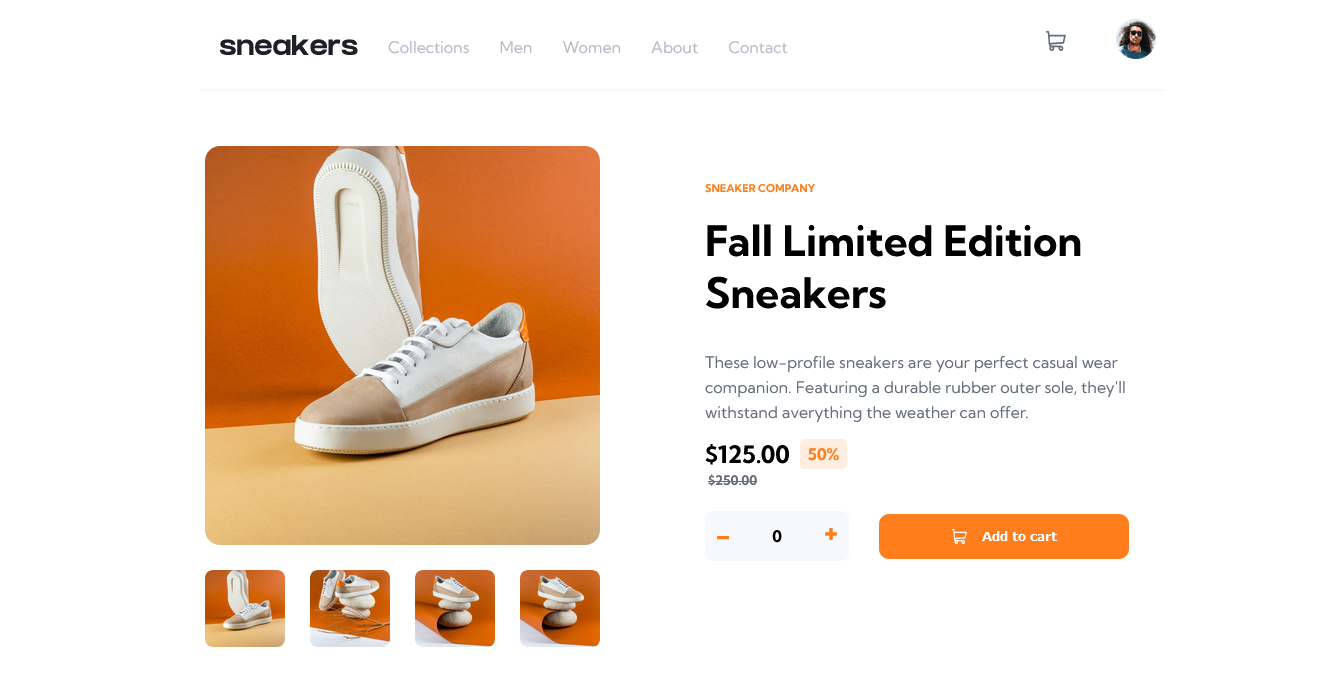 sneakers Collections Men Women About Contact
SNEAKER COMPANY
Fall Limited Edition
Sneakers
These low-profile sneakers are your perfect casual wear
companion. Featuring a durable rubber outer sole, they'll
withstand averything the weather can offer.
$125.00 50%
$250.00
– 0 + Add to cart